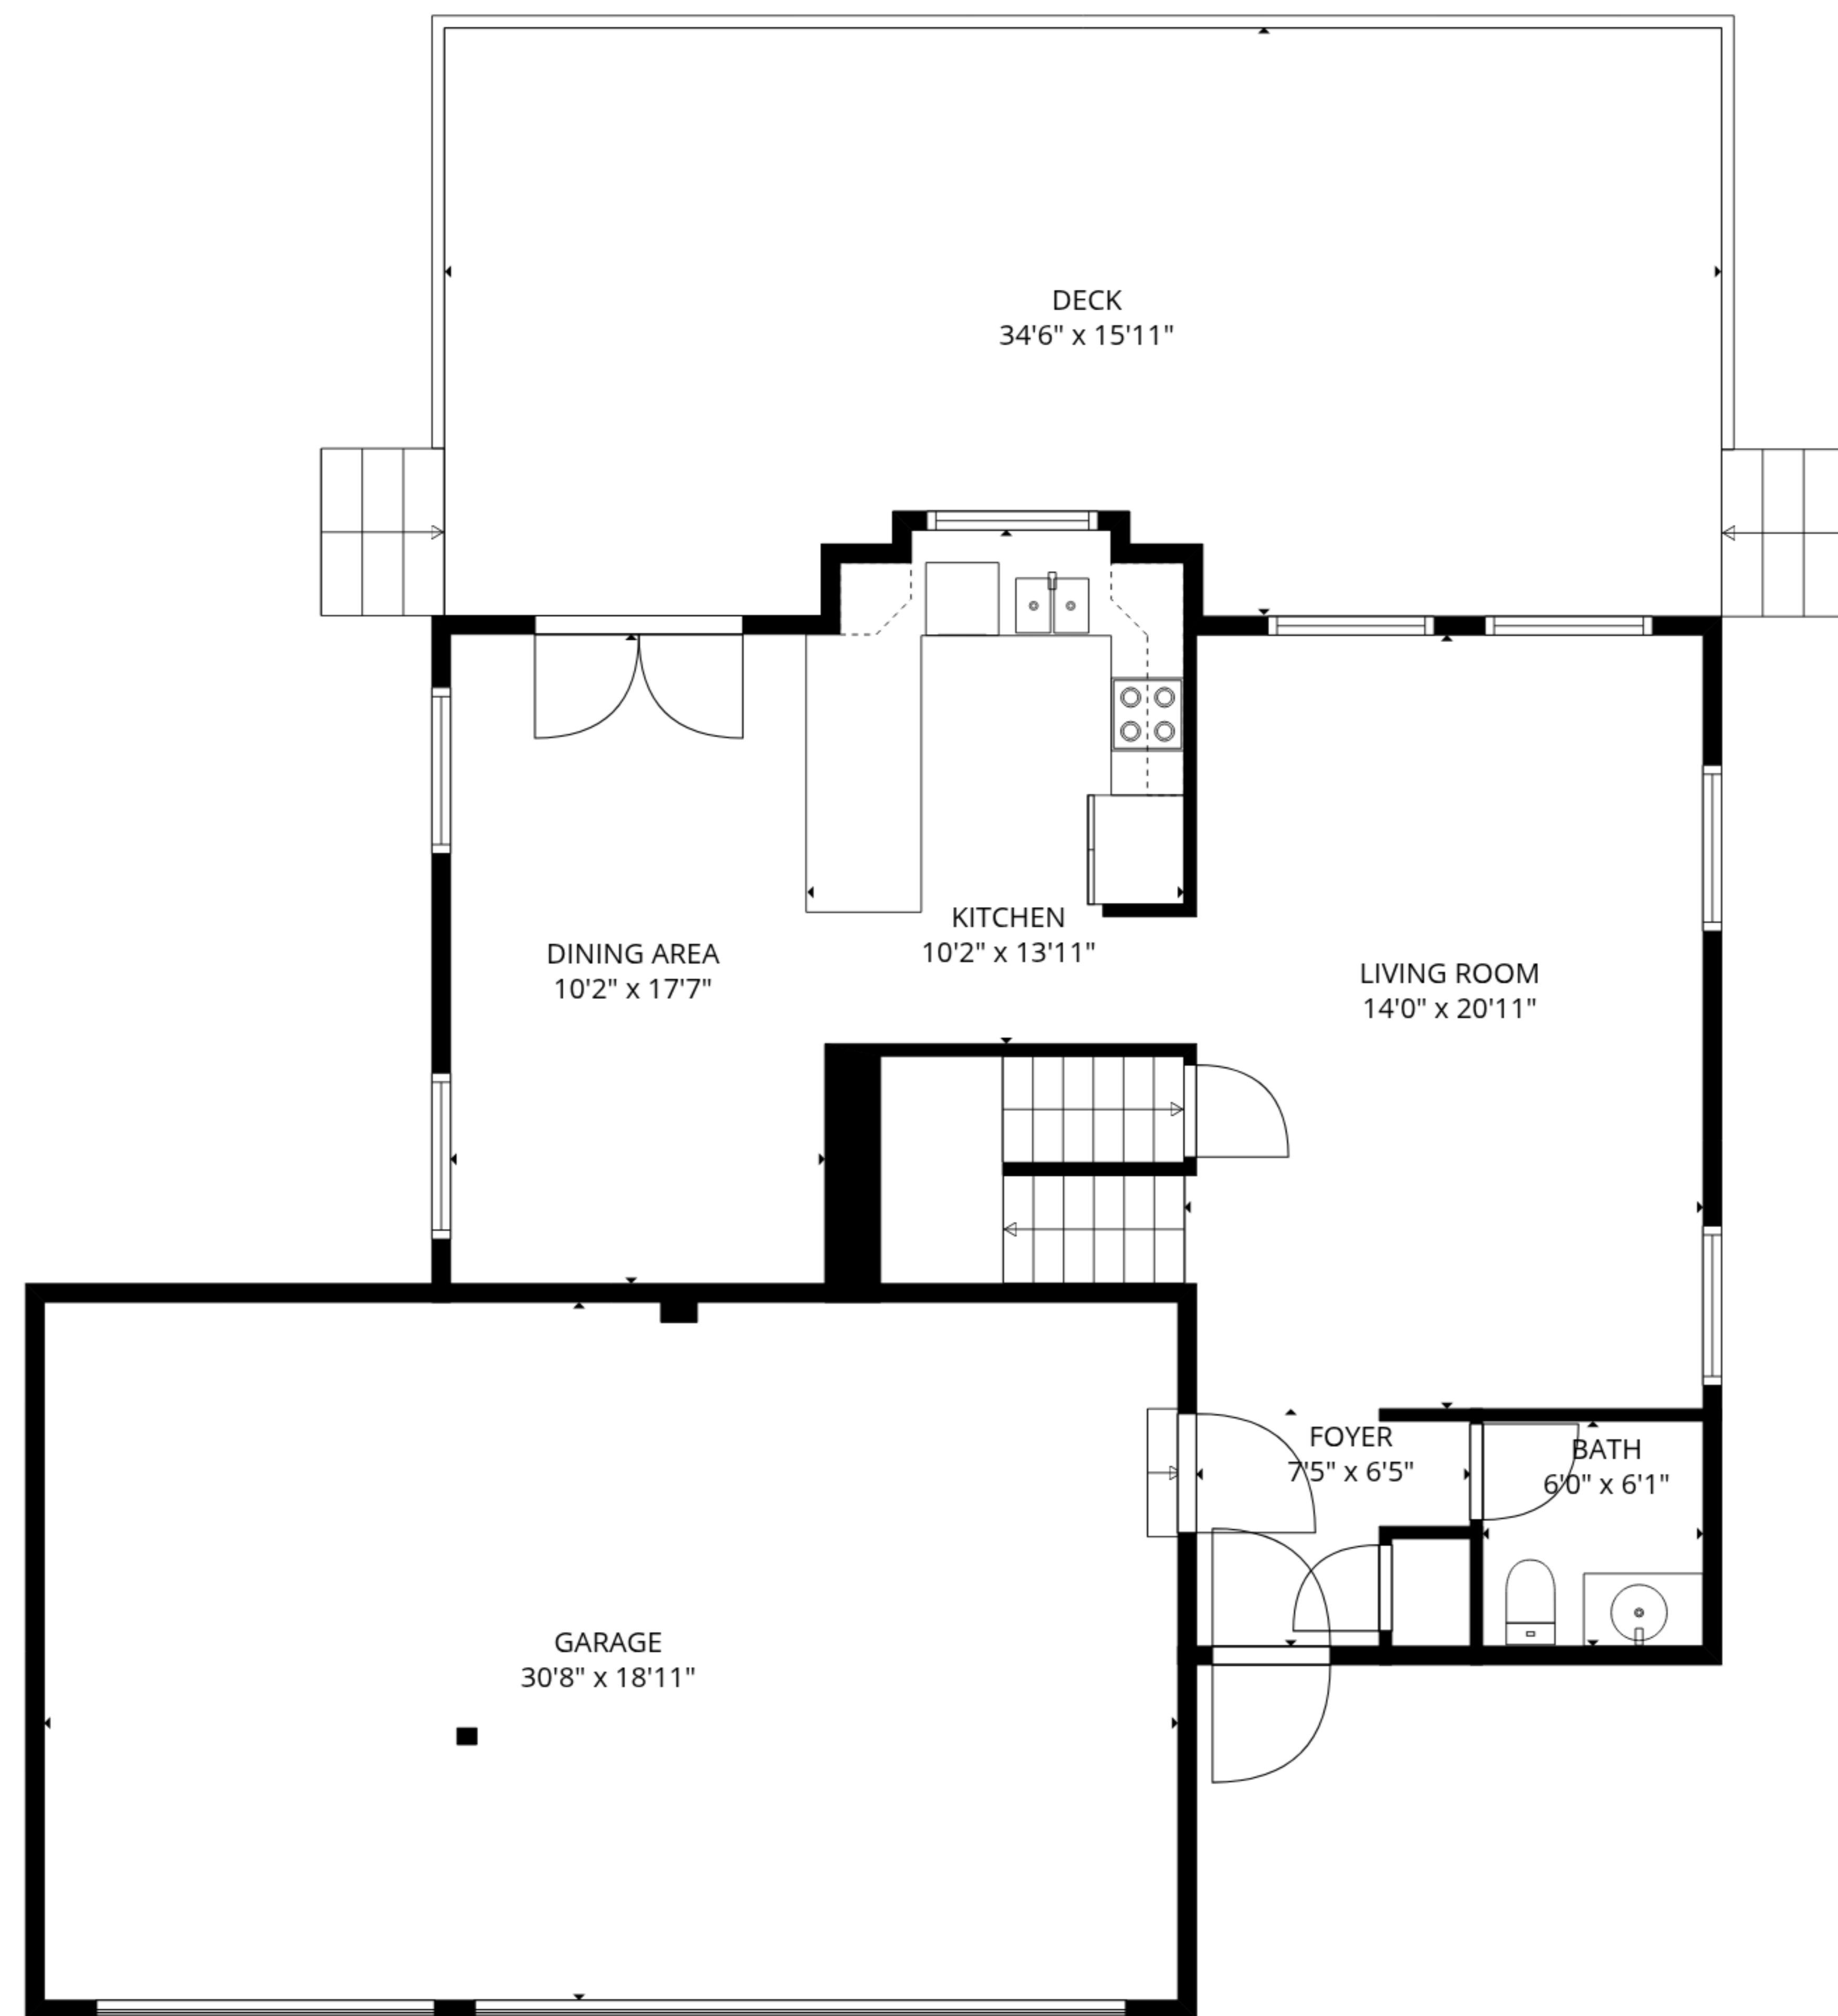 DECK
34'6" x 15'11"
KITCHEN
10'2" x 13'11"
DINING AREA
10'2" x 17'7"
LIVING ROOM
14'0" x 20'11"
FOYER
7'5" x 6'5"
BATH
6'0" x 6'1"
GARAGE
30'8" x 18'11"